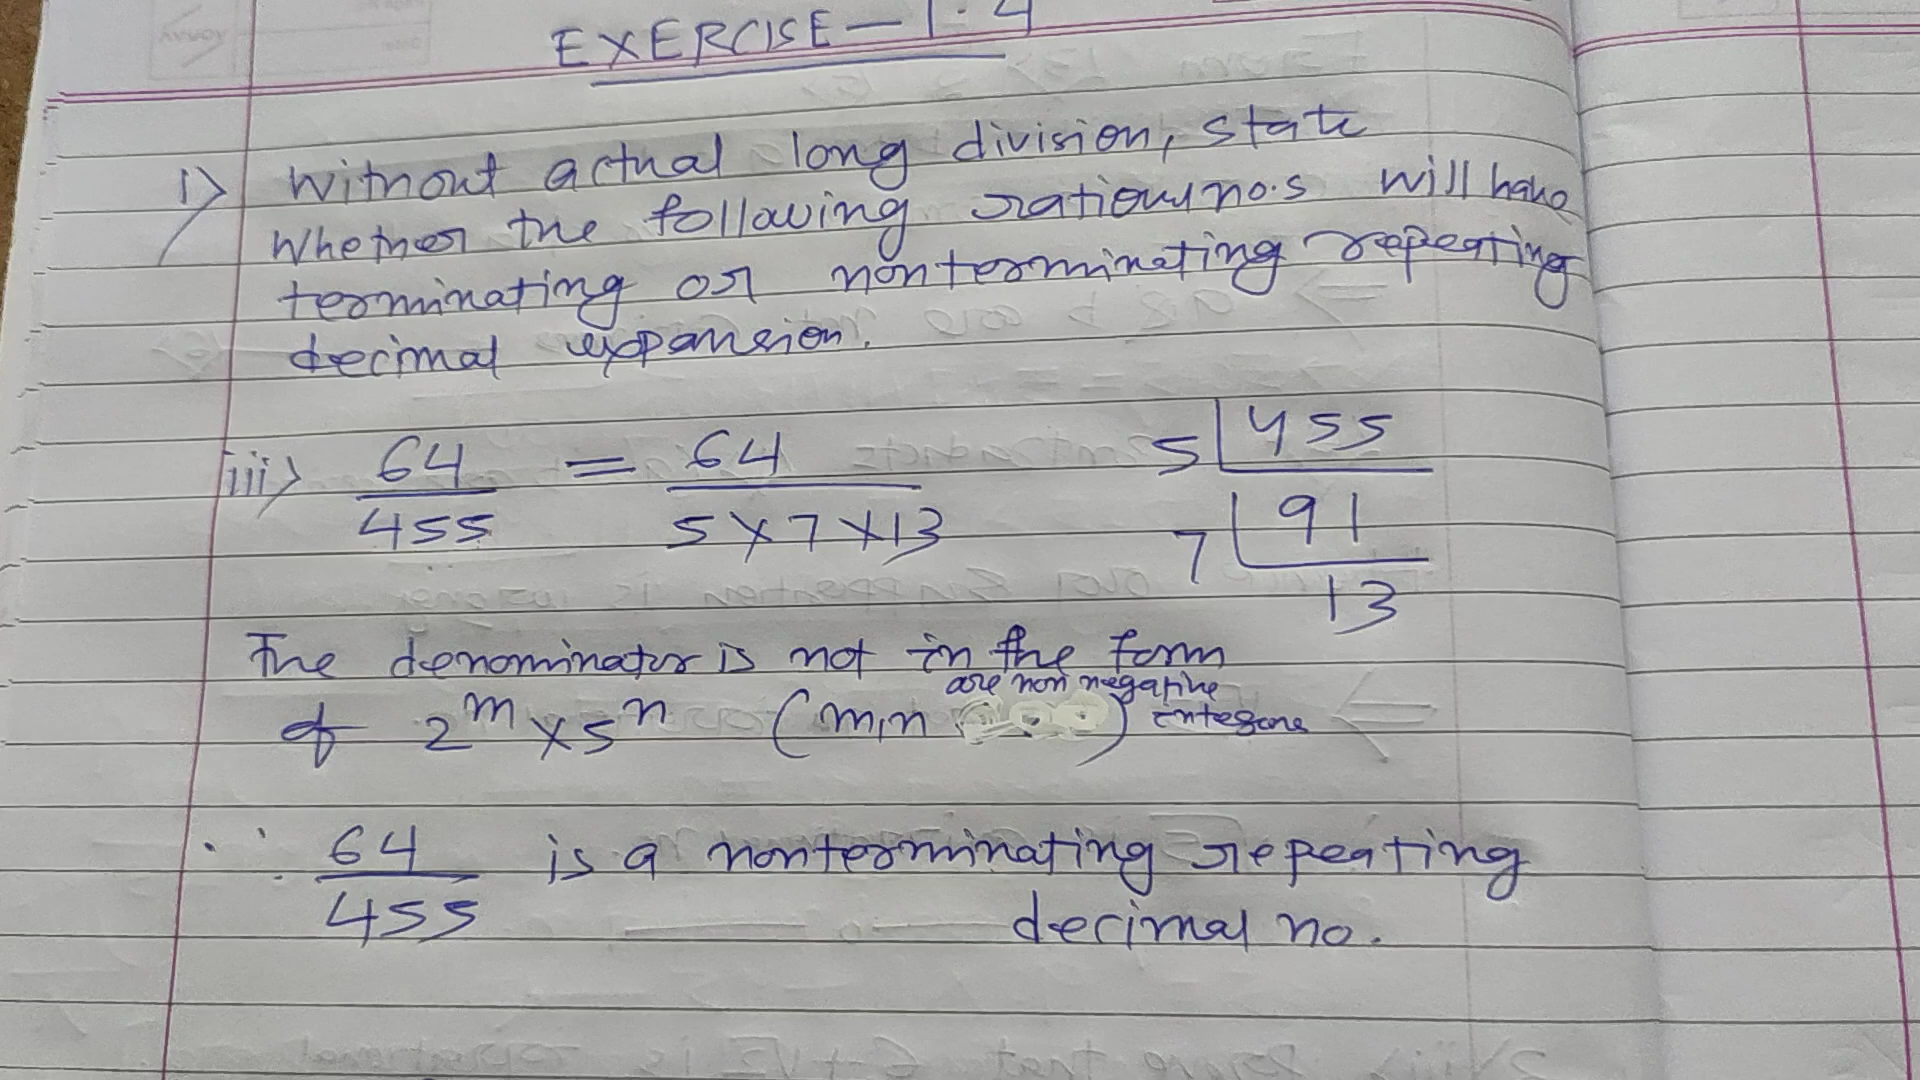 EXERCISE - 1.4
1) Without actual long division, state
whether the following rational no.s will have
terminating or nonterminating repeating
decimal expansion.
iii) 64/455 = 64/5×7×13
5 | 455
7 | 91
13
The denominator is not in the form
of 2^m × 5^n (m,n are non negative integers)
∴ 64/455 is a nonterminating repeating
decimal no.